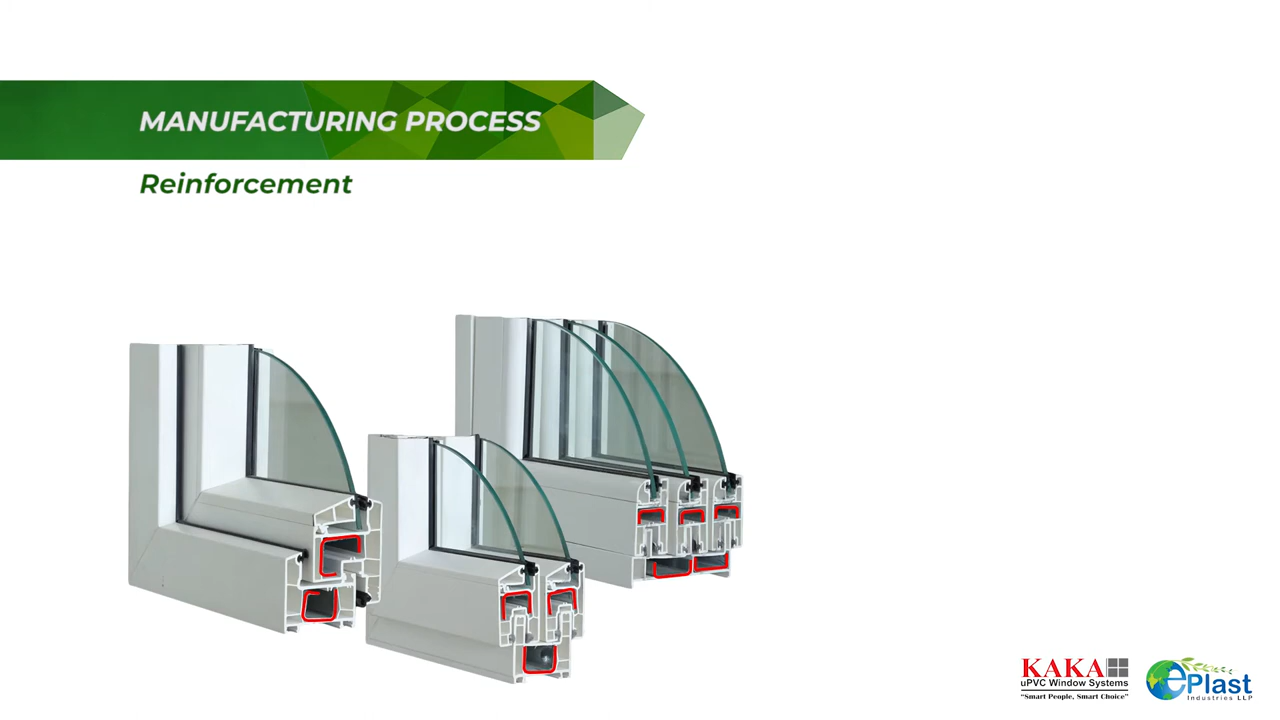 MANUFACTURING PROCESS
Reinforcement
KAKA
uPVC Window Systems
"Smart People, Smart Choice"
ePlast
Industries LLP